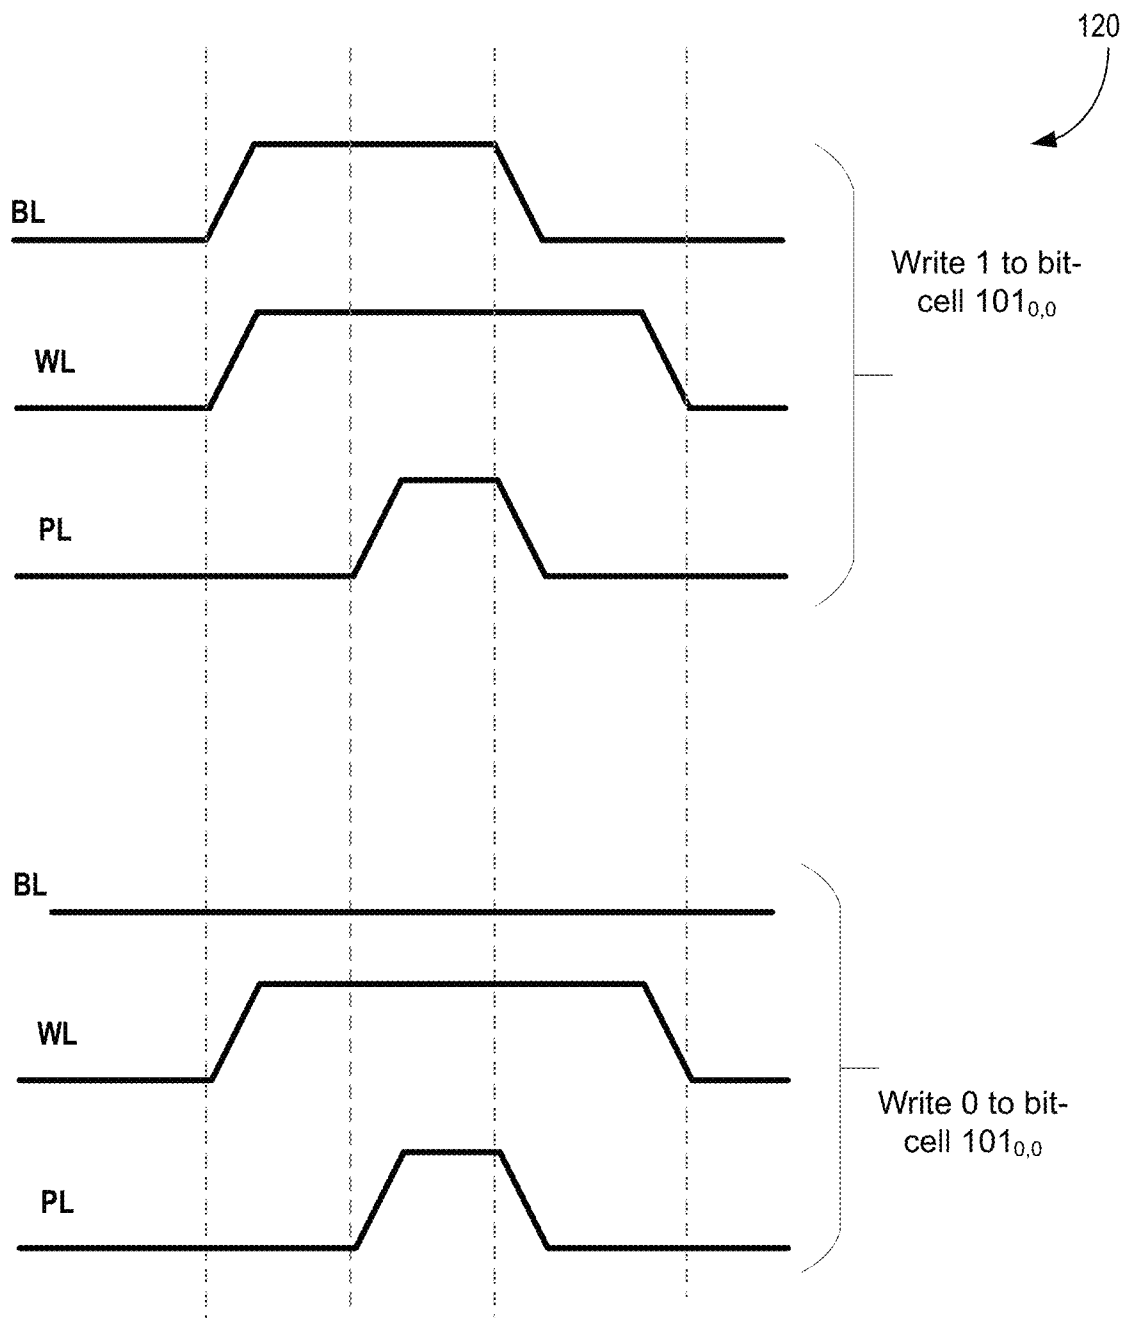 120
BL
WL
PL
Write 1 to bit-
cell 101₀,₀
BL
WL
PL
Write 0 to bit-
cell 101₀,₀